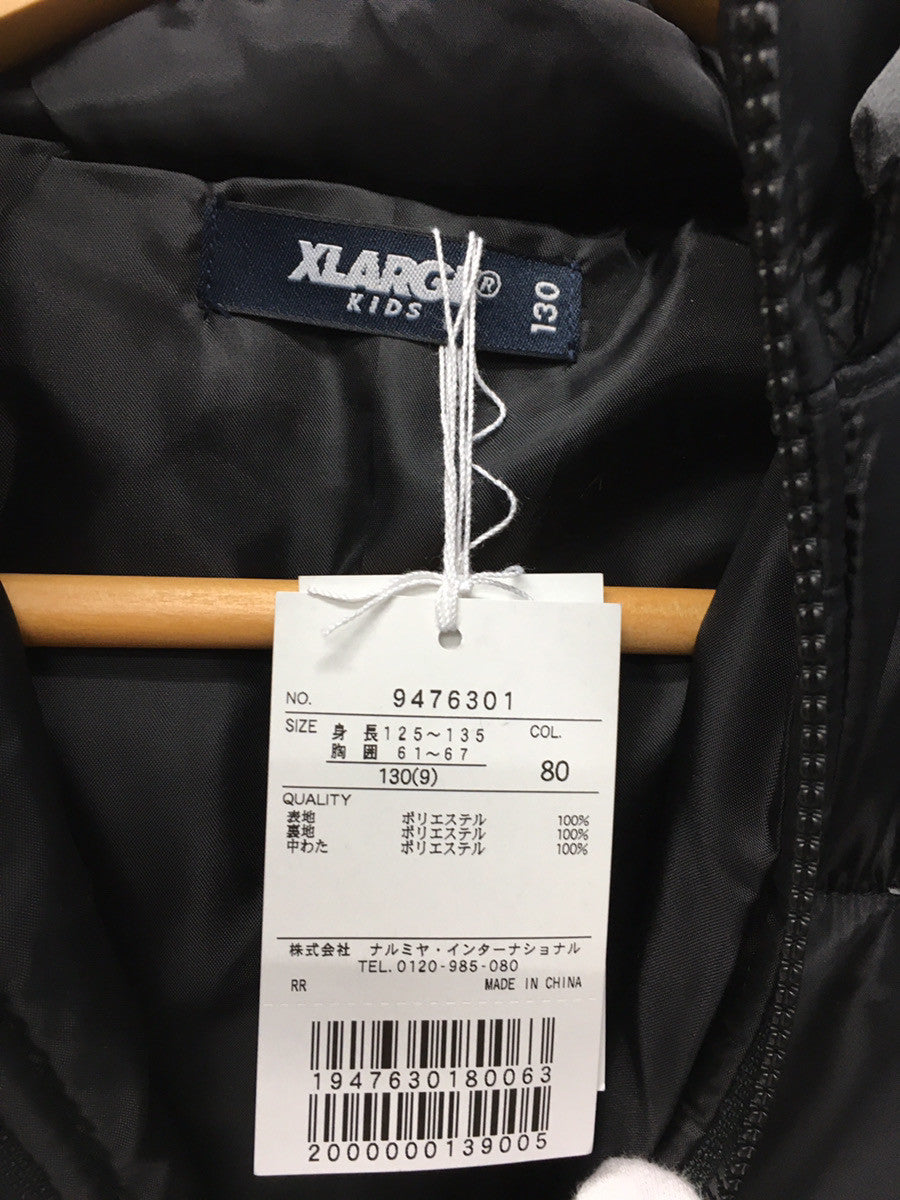 XLARGE® 130
KIDS
NO. 9476301
SIZE 身長125～135 COL.
胸囲 61～67
130(9) 80
QUALITY
表地 ポリエステル 100%
裏地 ポリエステル 100%
中わた ポリエステル 100%
株式会社 ナルミヤ・インターナショナル
TEL.0120-985-080
RR MADE IN CHINA
1947630180063
2000000139005